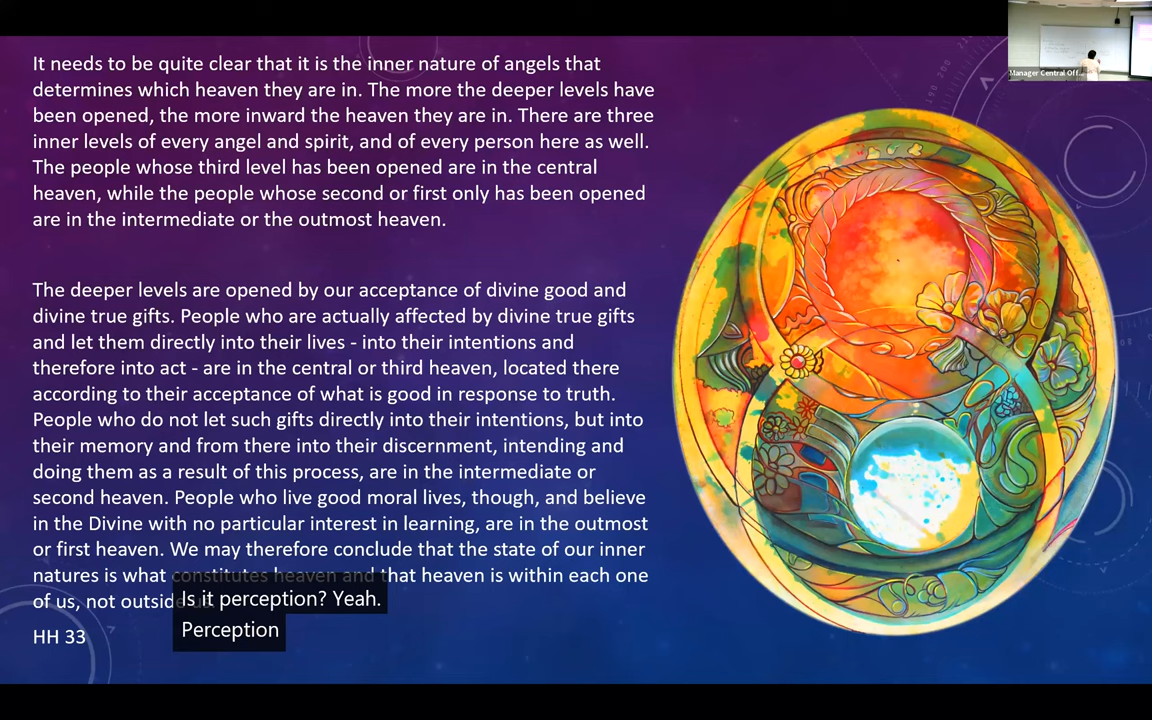 Manager Central Off...
It needs to be quite clear that it is the inner nature of angels that
determines which heaven they are in. The more the deeper levels have
been opened, the more inward the heaven they are in. There are three
inner levels of every angel and spirit, and of every person here as well.
The people whose third level has been opened are in the central
heaven, while the people whose second or first only has been opened
are in the intermediate or the outmost heaven.
The deeper levels are opened by our acceptance of divine good and
divine true gifts. People who are actually affected by divine true gifts
and let them directly into their lives - into their intentions and
therefore into act - are in the central or third heaven, located there
according to their acceptance of what is good in response to truth.
People who do not let such gifts directly into their intentions, but into
their memory and from there into their discernment, intending and
doing them as a result of this process, are in the intermediate or
second heaven. People who live good moral lives, though, and believe
in the Divine with no particular interest in learning, are in the outmost
or first heaven. We may therefore conclude that the state of our inner
natures is what constitutes heaven and that heaven is within each one
of us, not outside us.
HH 33
Is it perception? Yeah.
Perception